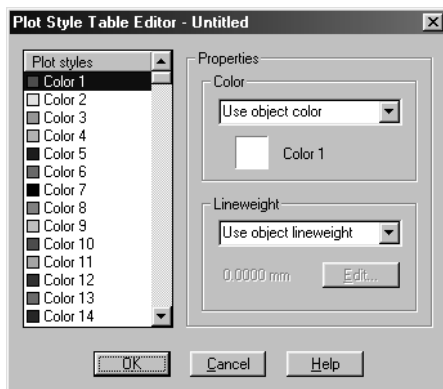 Plot Style Table Editor - Untitled
Plot styles
Color 1
Color 2
Color 3
Color 4
Color 5
Color 6
Color 7
Color 8
Color 9
Color 10
Color 11
Color 12
Color 13
Color 14
Properties
Color
Use object color
Color 1
Lineweight
Use object lineweight
0.0000 mm
Edit...
OK
Cancel
Help